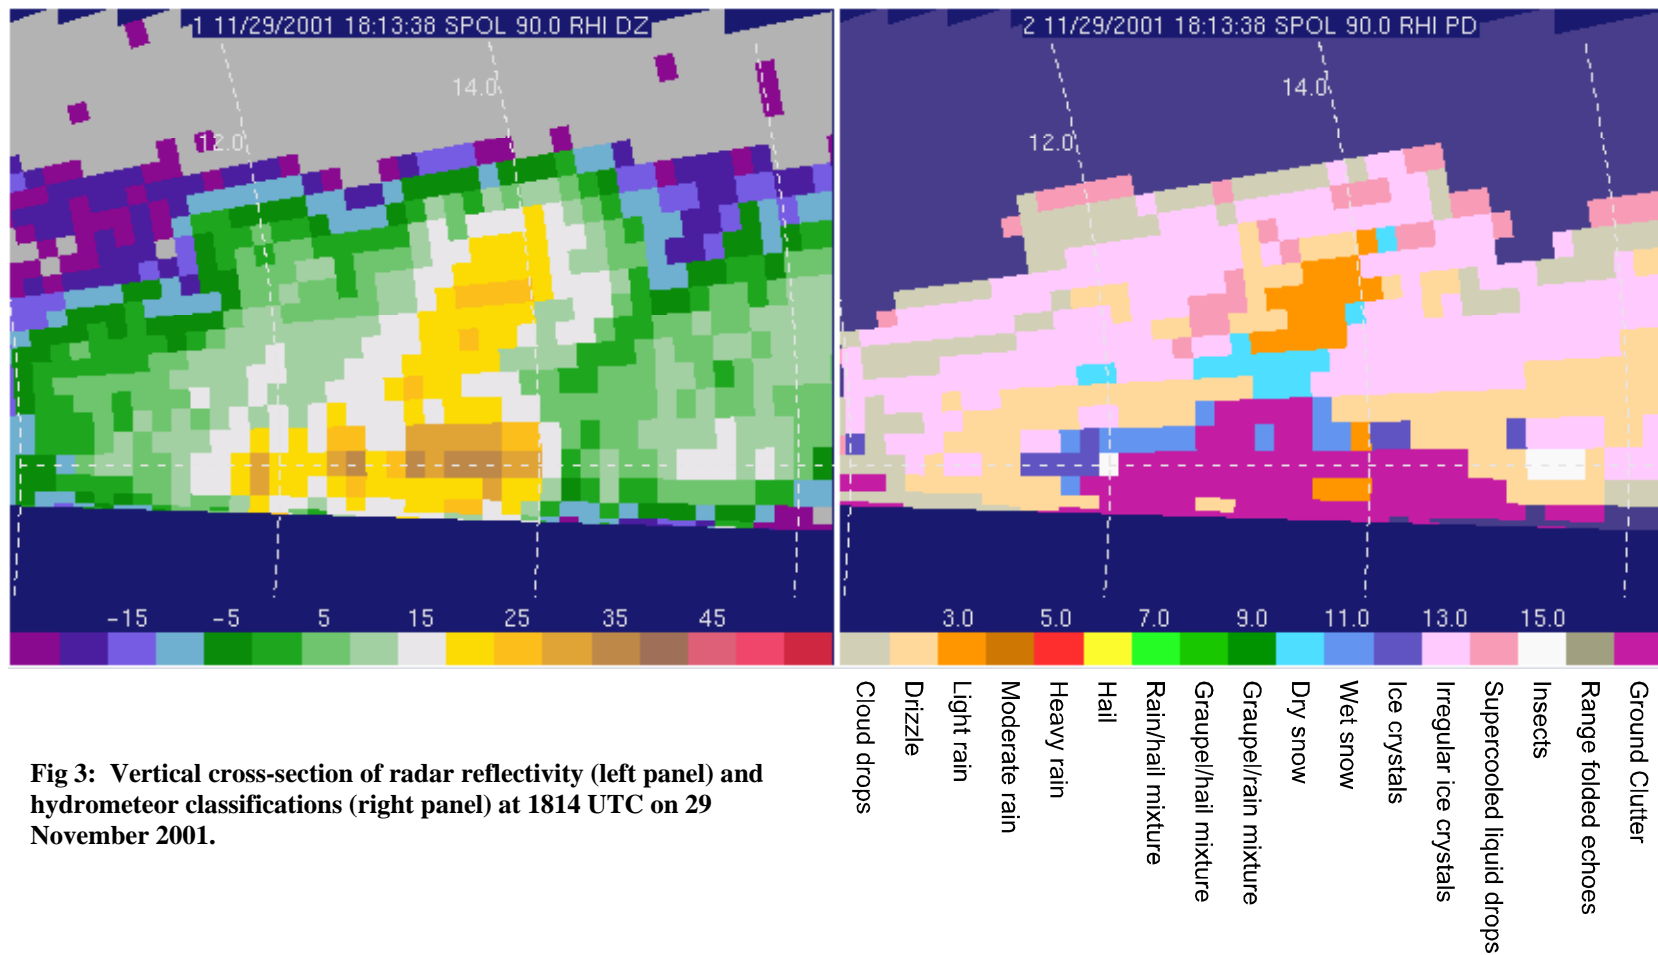 1 11/29/2001 18:13:38 SPOL 90.0 RHI DZ
14.0
12.0
-15 -5 5 15 25 35 45
2 11/29/2001 18:13:38 SPOL 90.0 RHI PD
14.0
12.0
3.0 5.0 7.0 9.0 11.0 13.0 15.0
Cloud drops
Drizzle
Light rain
Moderate rain
Heavy rain
Hail
Rain/hail mixture
Graupel/hail mixture
Graupel/rain mixture
Dry snow
Wet snow
Ice crystals
Irregular ice crystals
Supercooled liquid drops
Insects
Range folded echoes
Ground Clutter
Fig 3: Vertical cross-section of radar reflectivity (left panel) and
hydrometeor classifications (right panel) at 1814 UTC on 29
November 2001.